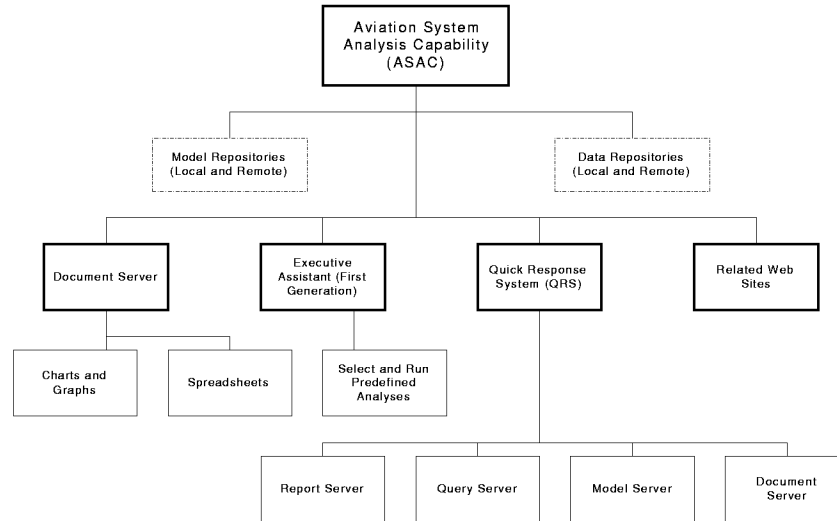 Aviation System
Analysis Capability
(ASAC)
Model Repositories
(Local and Remote)
Data Repositories
(Local and Remote)
Document Server
Executive
Assistant (First
Generation)
Quick Response
System (QRS)
Related Web
Sites
Charts and
Graphs
Spreadsheets
Select and Run
Predefined
Analyses
Report Server
Query Server
Model Server
Document
Server